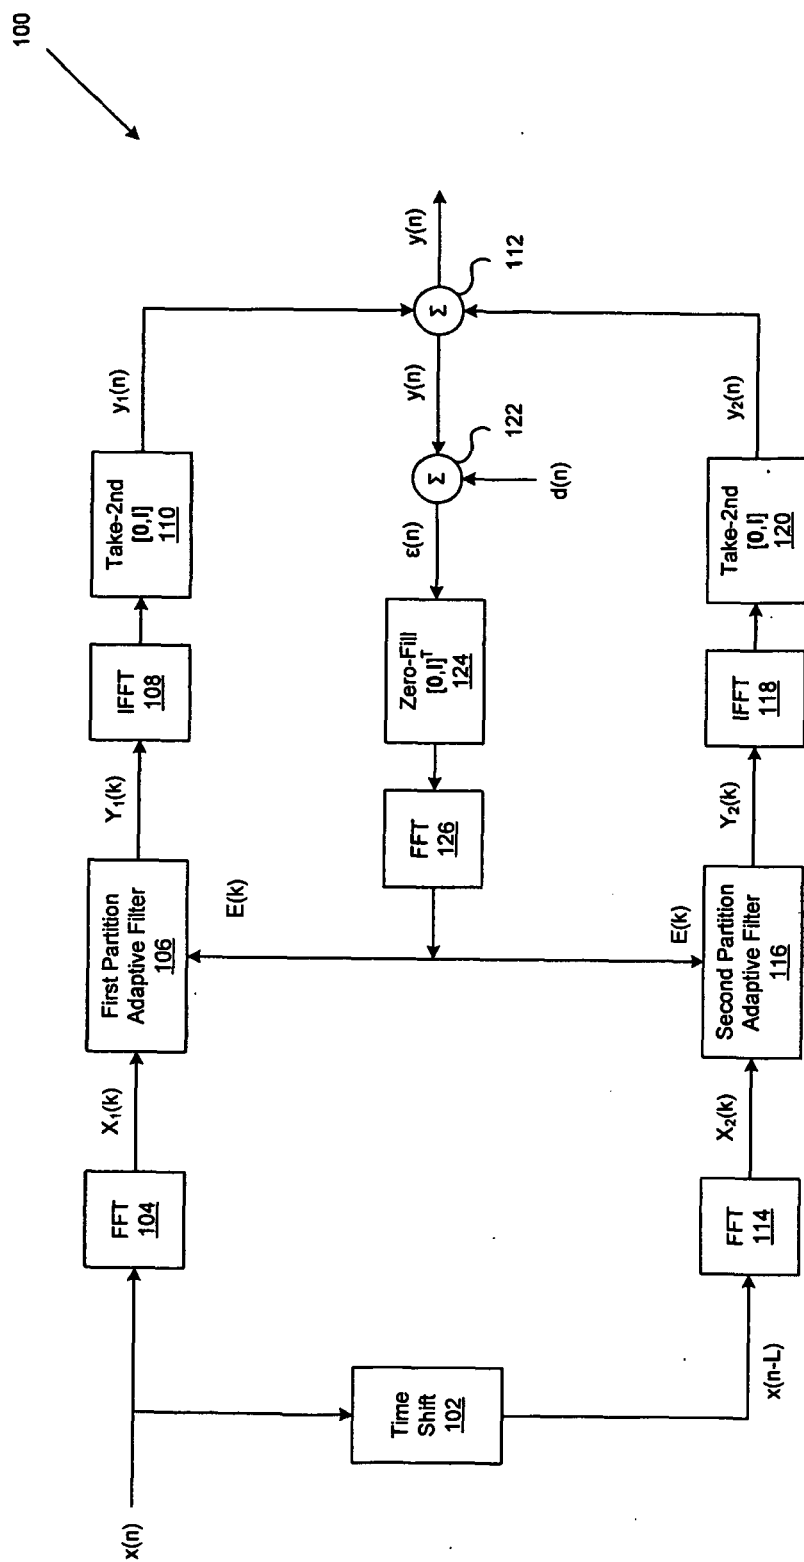 100
x(n)
FFT
104
X₁(k)
First Partition
Adaptive Filter
106
Y₁(k)
IFFT
108
Take-2nd
[0,I]
110
y₁(n)
E(k)
Time
Shift
102
FFT
126
Zero-Fill
[0,I]ᵀ
124
ε(n)
Σ
122
d(n)
y(n)
Σ
112
y(n)
x(n-L)
FFT
114
X₂(k)
E(k)
Second Partition
Adaptive Filter
116
Y₂(k)
IFFT
118
Take-2nd
[0,I]
120
y₂(n)